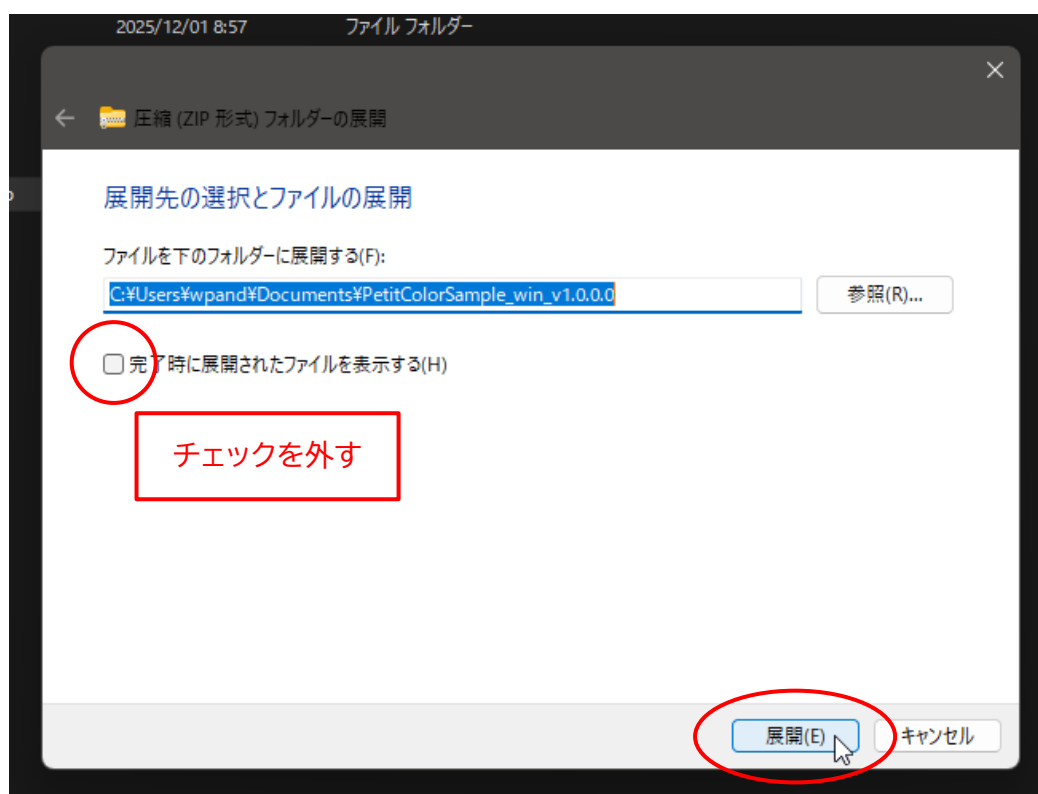 2025/12/01 8:57 ファイル フォルダー
圧縮 (ZIP 形式) フォルダーの展開
展開先の選択とファイルの展開
ファイルを下のフォルダーに展開する(F):
C:¥Users¥wpand¥Documents¥PetitColorSample_win_v1.0.0.0
参照(R)...
完了時に展開されたファイルを表示する(H)
チェックを外す
展開(E)
キャンセル